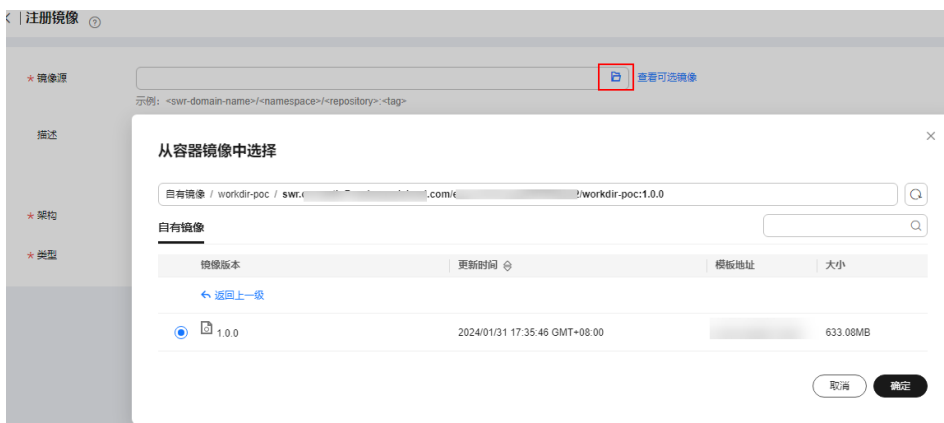 注册镜像
镜像源
查看可选镜像
示例：<swr-domain-name>/<namespace>/<repository>:<tag>
描述
从容器镜像中选择
自有镜像 / workdir-poc / swr. .com/ /workdir-poc:1.0.0
架构
自有镜像
类型
镜像版本 更新时间 模板地址 大小
返回上一级
1.0.0 2024/01/31 17:35:46 GMT+08:00 633.08MB
取消 确定